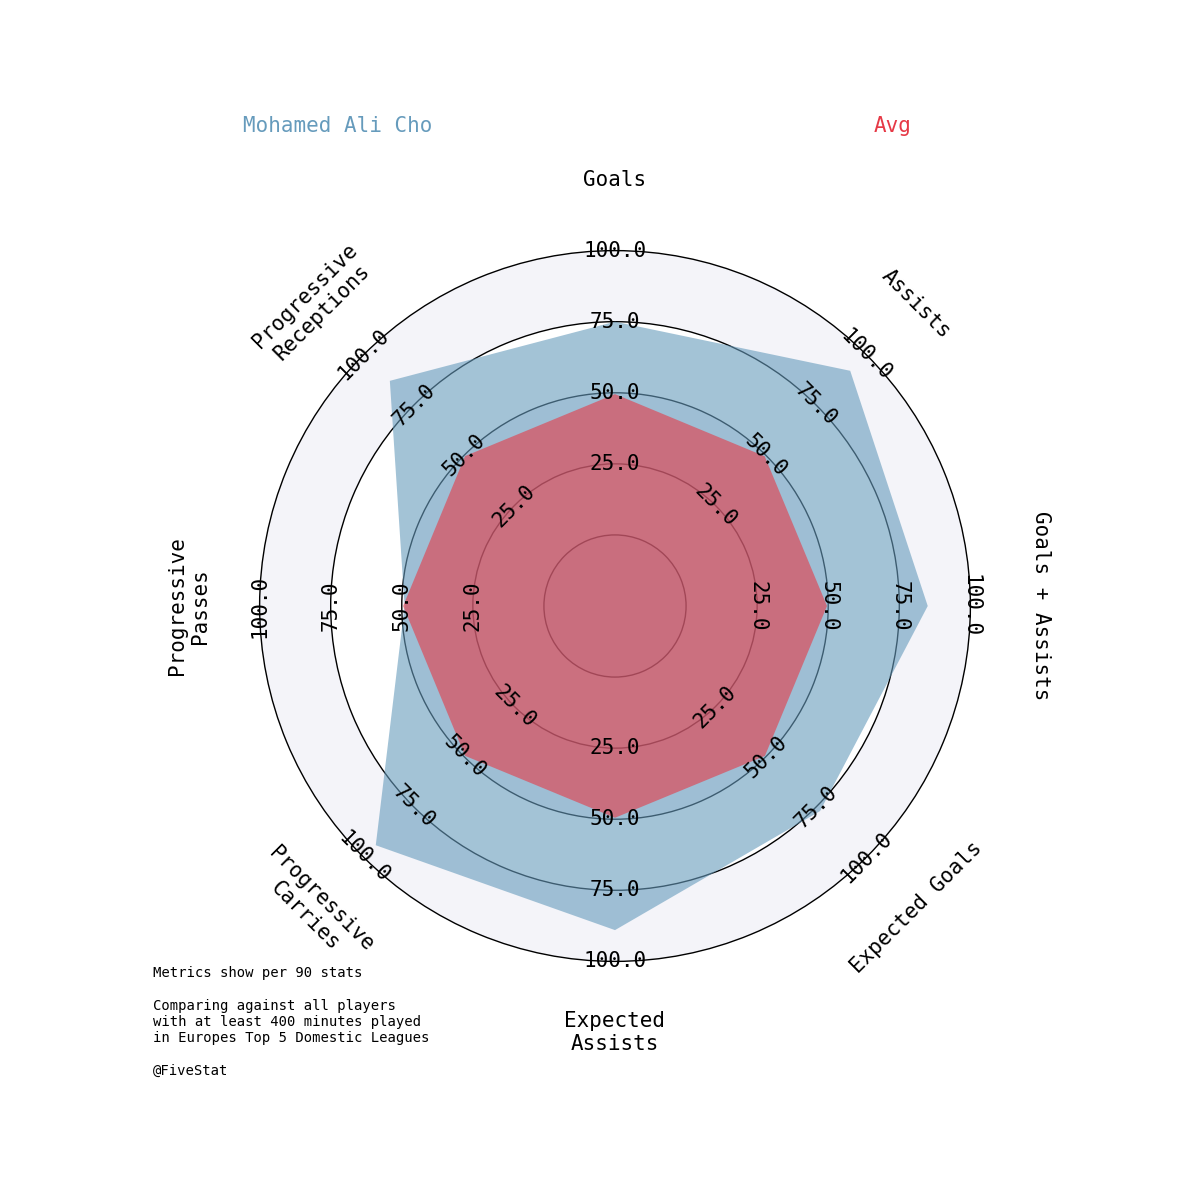 Mohamed Ali Cho
Avg
Goals
Assists
Goals + Assists
Expected Goals
Expected
Assists
Progressive
Carries
Progressive
Passes
Progressive
Receptions
25.0
50.0
75.0
100.0
25.0
50.0
75.0
100.0
25.0
50.0
75.0
100.0
25.0
50.0
75.0
100.0
25.0
50.0
75.0
100.0
25.0
50.0
75.0
100.0
25.0
50.0
75.0
100.0
25.0
50.0
75.0
100.0
Metrics show per 90 stats
Comparing against all players
with at least 400 minutes played
in Europes Top 5 Domestic Leagues
@FiveStat